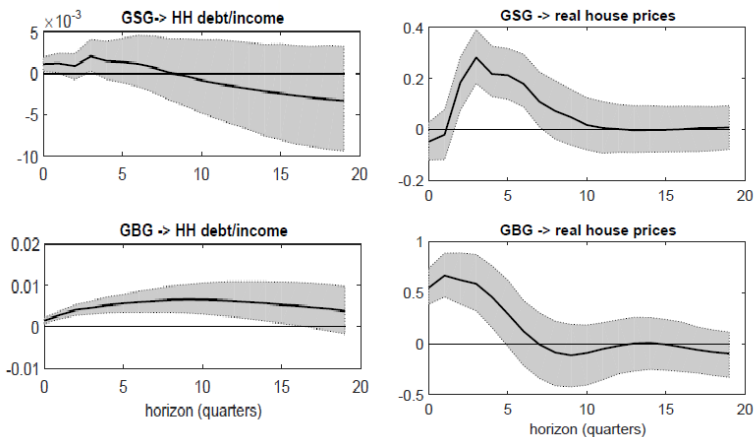 GSG-> HH debt/income
×10⁻³
5
0
-5
-10
0 5 10 15 20
GSG -> real house prices
0.4
0.2
0
-0.2
0 5 10 15 20
GBG -> HH debt/income
0.02
0.01
0
-0.01
0 5 10 15 20
horizon (quarters)
GBG -> real house prices
1
0.5
0
-0.5
0 5 10 15 20
horizon (quarters)